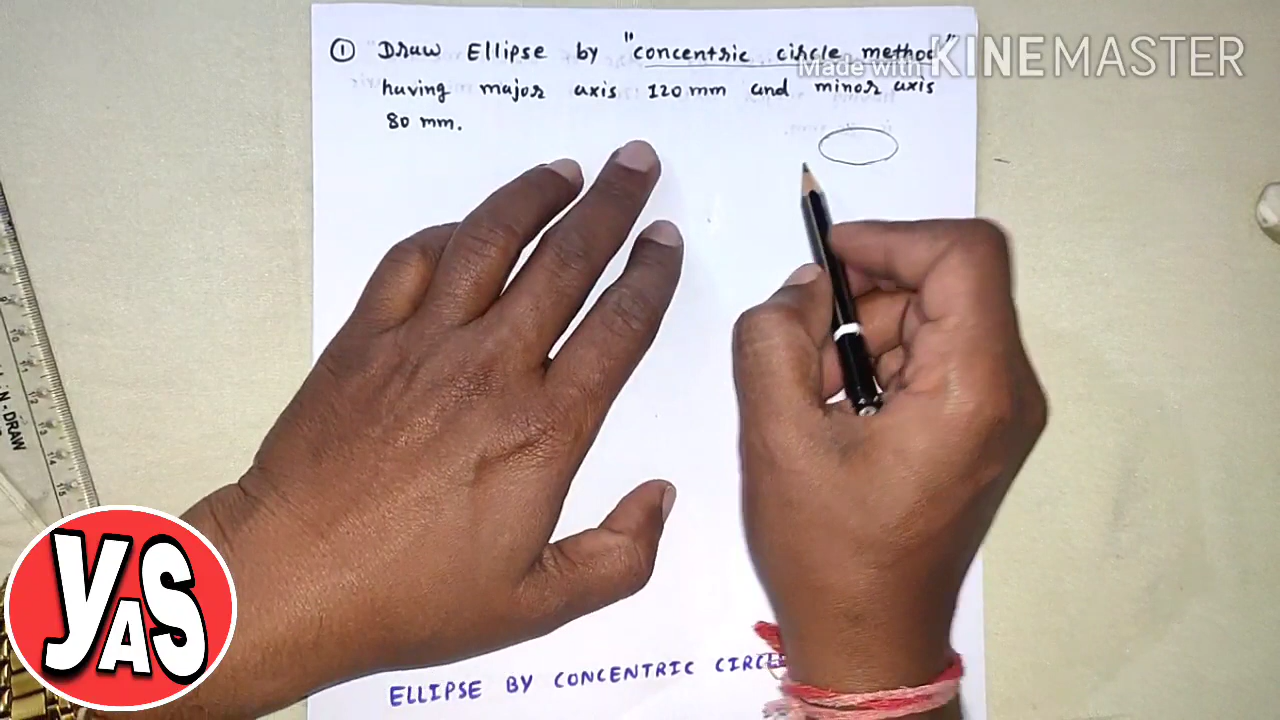 ① Draw Ellipse by "concentric circle method"
having major axis 120 mm and minor axis
80 mm.
Made with KINEMASTER
N-DRAW
YAS
ELLIPSE BY CONCENTRIC CIRCLE